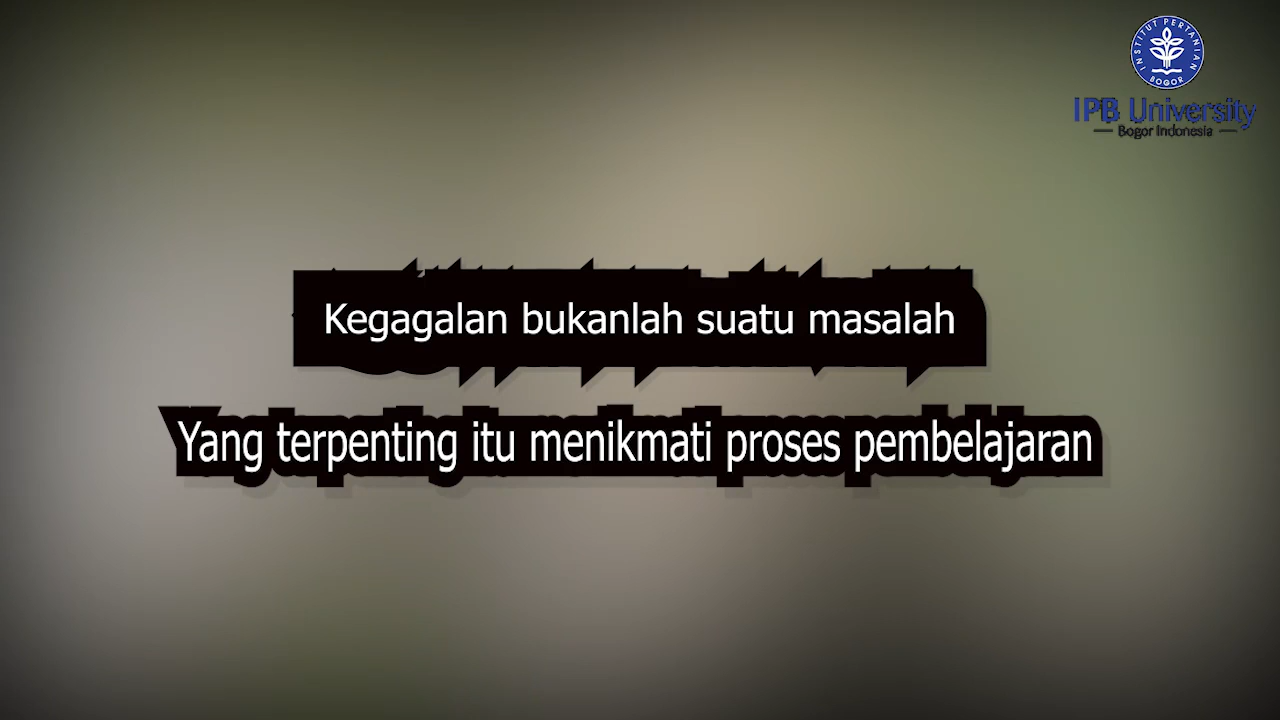 INSTITUT PERTANIAN
BOGOR
IPB University
Bogor Indonesia
Kegagalan bukanlah suatu masalah
Yang terpenting itu menikmati proses pembelajaran